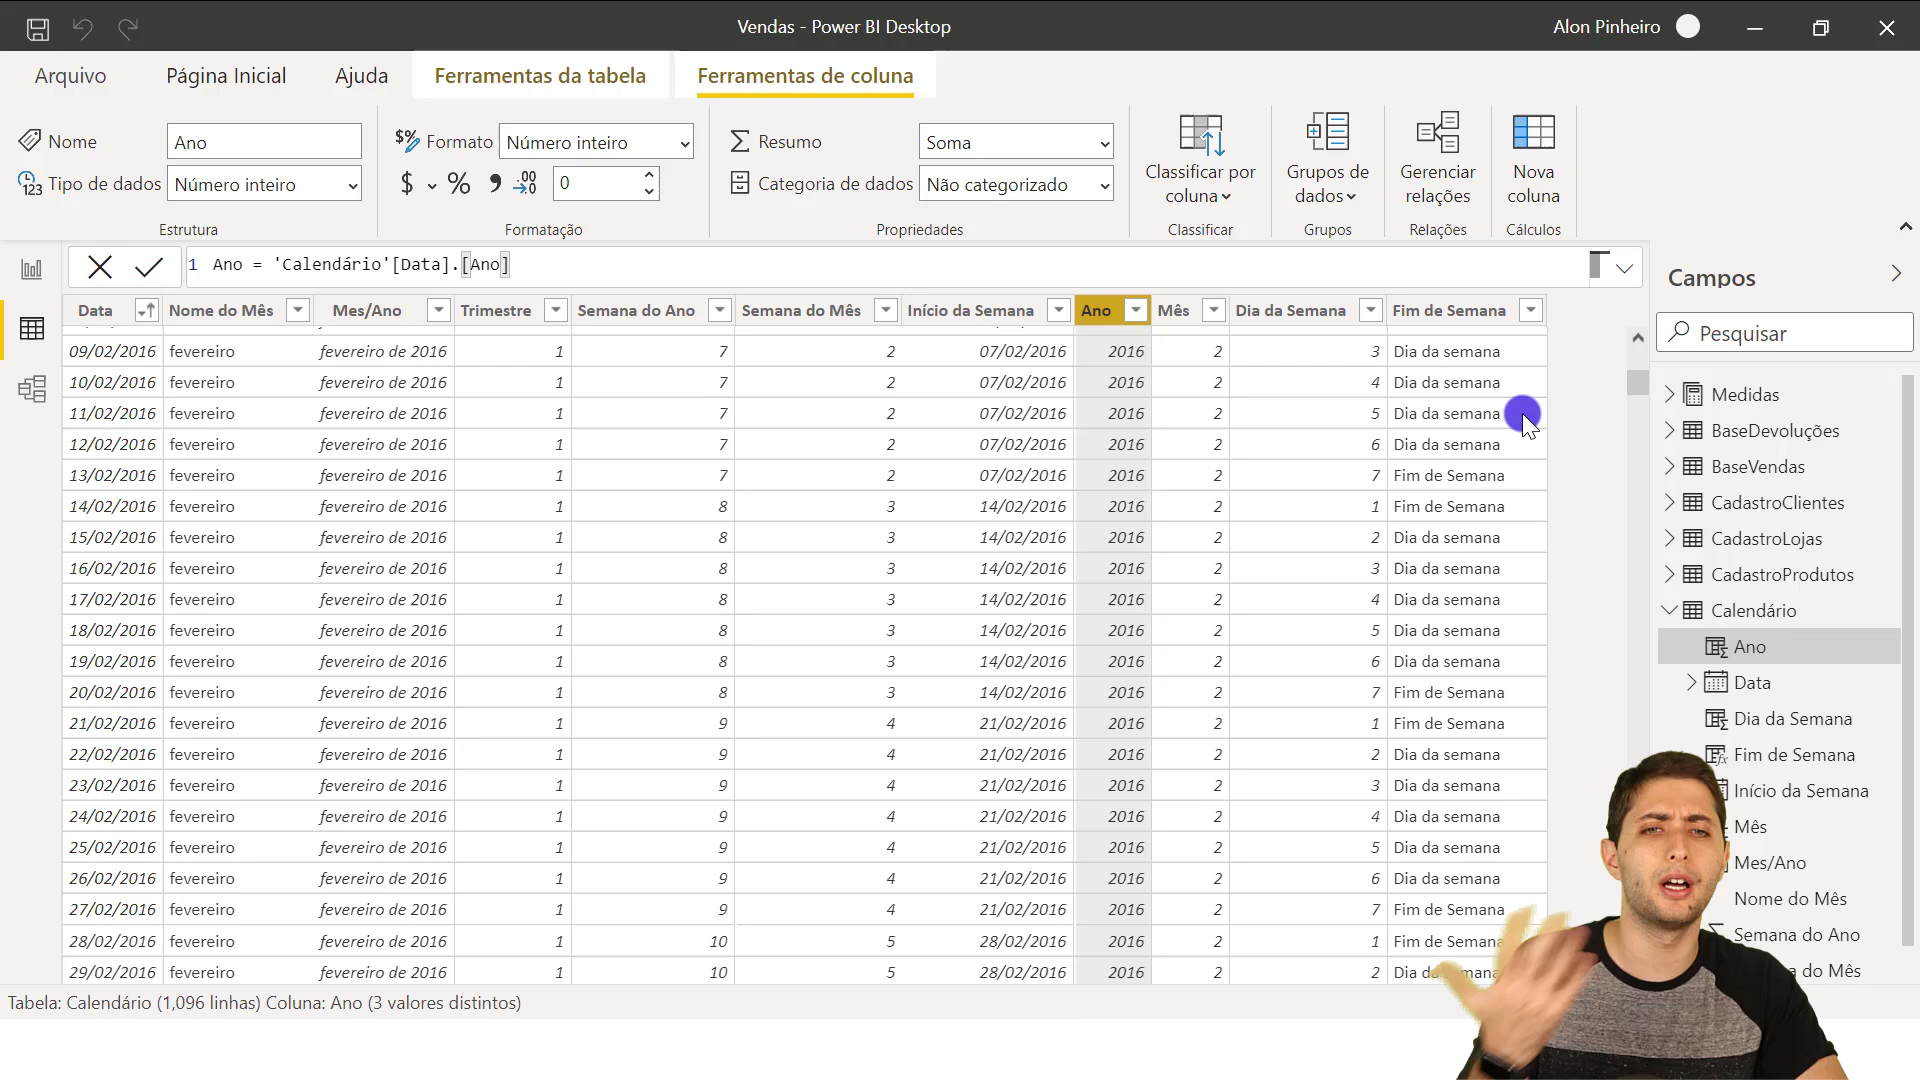 Vendas - Power BI Desktop
Alon Pinheiro
Arquivo Página Inicial Ajuda Ferramentas da tabela Ferramentas de coluna
Nome Ano
Tipo de dados Número inteiro
Estrutura
Formato Número inteiro
$ % 0
Formatação
Resumo Soma
Categoria de dados Não categorizado
Propriedades
Classificar por
coluna
Classificar
Grupos de
dados
Grupos
Gerenciar
relações
Relações
Nova
coluna
Cálculos
1 Ano = 'Calendário'[Data].[Ano]
Data Nome do Mês Mes/Ano Trimestre Semana do Ano Semana do Mês Início da Semana Ano Mês Dia da Semana Fim de Semana
09/02/2016 fevereiro fevereiro de 2016 1 7 2 07/02/2016 2016 2 3 Dia da semana
10/02/2016 fevereiro fevereiro de 2016 1 7 2 07/02/2016 2016 2 4 Dia da semana
11/02/2016 fevereiro fevereiro de 2016 1 7 2 07/02/2016 2016 2 5 Dia da semana
12/02/2016 fevereiro fevereiro de 2016 1 7 2 07/02/2016 2016 2 6 Dia da semana
13/02/2016 fevereiro fevereiro de 2016 1 7 2 07/02/2016 2016 2 7 Fim de Semana
14/02/2016 fevereiro fevereiro de 2016 1 8 3 14/02/2016 2016 2 1 Fim de Semana
15/02/2016 fevereiro fevereiro de 2016 1 8 3 14/02/2016 2016 2 2 Dia da semana
16/02/2016 fevereiro fevereiro de 2016 1 8 3 14/02/2016 2016 2 3 Dia da semana
17/02/2016 fevereiro fevereiro de 2016 1 8 3 14/02/2016 2016 2 4 Dia da semana
18/02/2016 fevereiro fevereiro de 2016 1 8 3 14/02/2016 2016 2 5 Dia da semana
19/02/2016 fevereiro fevereiro de 2016 1 8 3 14/02/2016 2016 2 6 Dia da semana
20/02/2016 fevereiro fevereiro de 2016 1 8 3 14/02/2016 2016 2 7 Fim de Semana
21/02/2016 fevereiro fevereiro de 2016 1 9 4 21/02/2016 2016 2 1 Fim de Semana
22/02/2016 fevereiro fevereiro de 2016 1 9 4 21/02/2016 2016 2 2 Dia da semana
23/02/2016 fevereiro fevereiro de 2016 1 9 4 21/02/2016 2016 2 3 Dia da semana
24/02/2016 fevereiro fevereiro de 2016 1 9 4 21/02/2016 2016 2 4 Dia da semana
25/02/2016 fevereiro fevereiro de 2016 1 9 4 21/02/2016 2016 2 5 Dia da semana
26/02/2016 fevereiro fevereiro de 2016 1 9 4 21/02/2016 2016 2 6 Dia da semana
27/02/2016 fevereiro fevereiro de 2016 1 9 4 21/02/2016 2016 2 7 Fim de Semana
28/02/2016 fevereiro fevereiro de 2016 1 10 5 28/02/2016 2016 2 1 Fim de Semana
29/02/2016 fevereiro fevereiro de 2016 1 10 5 28/02/2016 2016 2 2 Dia da semana
Tabela: Calendário (1,096 linhas) Coluna: Ano (3 valores distintos)
Campos
Pesquisar
Medidas
BaseDevoluções
BaseVendas
CadastroClientes
CadastroLojas
CadastroProdutos
Calendário
Ano
Data
Dia da Semana
Fim de Semana
Início da Semana
Mês
Mes/Ano
Nome do Mês
Semana do Ano
do Mês